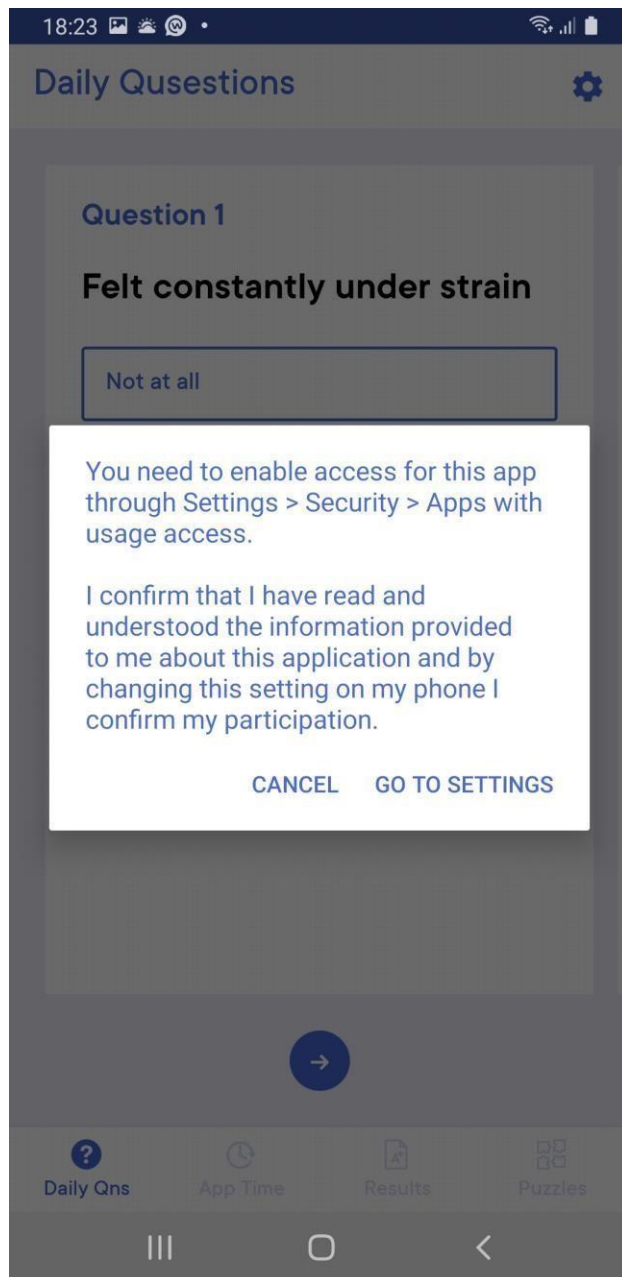 18:23
Daily Qusestions
Question 1
Felt constantly under strain
Not at all
You need to enable access for this app
through Settings > Security > Apps with
usage access.
I confirm that I have read and
understood the information provided
to me about this application and by
changing this setting on my phone I
confirm my participation.
CANCEL GO TO SETTINGS
Daily Qns App Time Results Puzzles